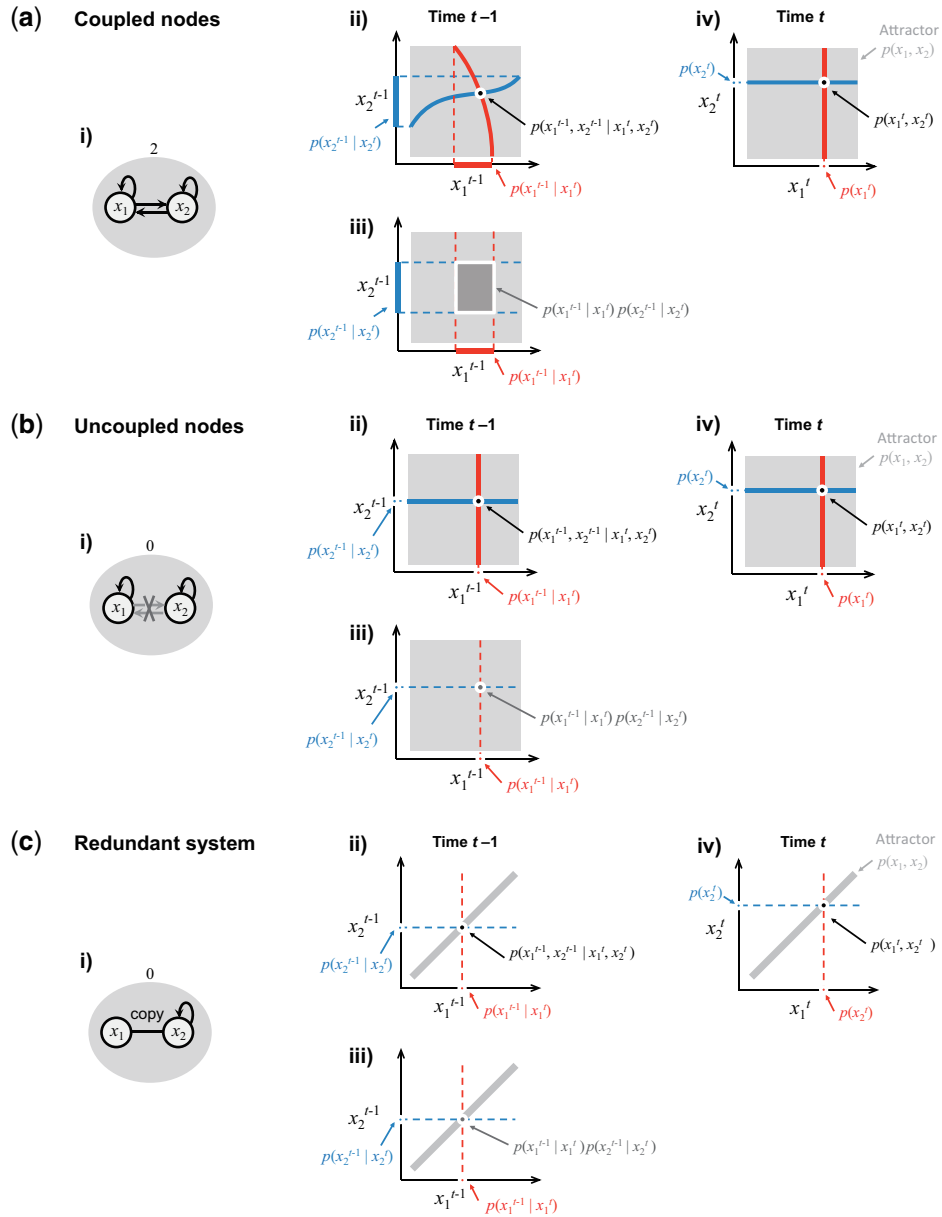 (a) Coupled nodes
i)
2
x₁ x₂
ii) Time t –1
x₂ᵗ⁻¹
p(x₂ᵗ⁻¹ | x₂ᵗ)
p(x₁ᵗ⁻¹, x₂ᵗ⁻¹ | x₁ᵗ, x₂ᵗ)
x₁ᵗ⁻¹
p(x₁ᵗ⁻¹ | x₁ᵗ)
iii)
x₂ᵗ⁻¹
p(x₂ᵗ⁻¹ | x₂ᵗ)
p(x₁ᵗ⁻¹ | x₁ᵗ) p(x₂ᵗ⁻¹ | x₂ᵗ)
x₁ᵗ⁻¹
p(x₁ᵗ⁻¹ | x₁ᵗ)
iv) Time t
Attractor
p(x₁, x₂)
p(x₂ᵗ)
x₂ᵗ
p(x₁ᵗ, x₂ᵗ)
x₁ᵗ
p(x₁ᵗ)
(b) Uncoupled nodes
i)
0
x₁ x₂
ii) Time t –1
x₂ᵗ⁻¹
p(x₂ᵗ⁻¹ | x₂ᵗ)
p(x₁ᵗ⁻¹, x₂ᵗ⁻¹ | x₁ᵗ, x₂ᵗ)
x₁ᵗ⁻¹
p(x₁ᵗ⁻¹ | x₁ᵗ)
iii)
x₂ᵗ⁻¹
p(x₂ᵗ⁻¹ | x₂ᵗ)
p(x₁ᵗ⁻¹ | x₁ᵗ) p(x₂ᵗ⁻¹ | x₂ᵗ)
x₁ᵗ⁻¹
p(x₁ᵗ⁻¹ | x₁ᵗ)
iv) Time t
Attractor
p(x₁, x₂)
p(x₂ᵗ)
x₂ᵗ
p(x₁ᵗ, x₂ᵗ)
x₁ᵗ
p(x₁ᵗ)
(c) Redundant system
i)
0
copy
x₁ x₂
ii) Time t –1
x₂ᵗ⁻¹
p(x₂ᵗ⁻¹ | x₂ᵗ)
p(x₁ᵗ⁻¹, x₂ᵗ⁻¹ | x₁ᵗ, x₂ᵗ)
x₁ᵗ⁻¹
p(x₁ᵗ⁻¹ | x₁ᵗ)
iii)
x₂ᵗ⁻¹
p(x₂ᵗ⁻¹ | x₂ᵗ)
p(x₁ᵗ⁻¹ | x₁ᵗ) p(x₂ᵗ⁻¹ | x₂ᵗ)
x₁ᵗ⁻¹
p(x₁ᵗ⁻¹ | x₁ᵗ)
iv) Time t
Attractor
p(x₁, x₂)
p(x₂ᵗ)
x₂ᵗ
p(x₁ᵗ, x₂ᵗ)
x₁ᵗ
p(x₂ᵗ)